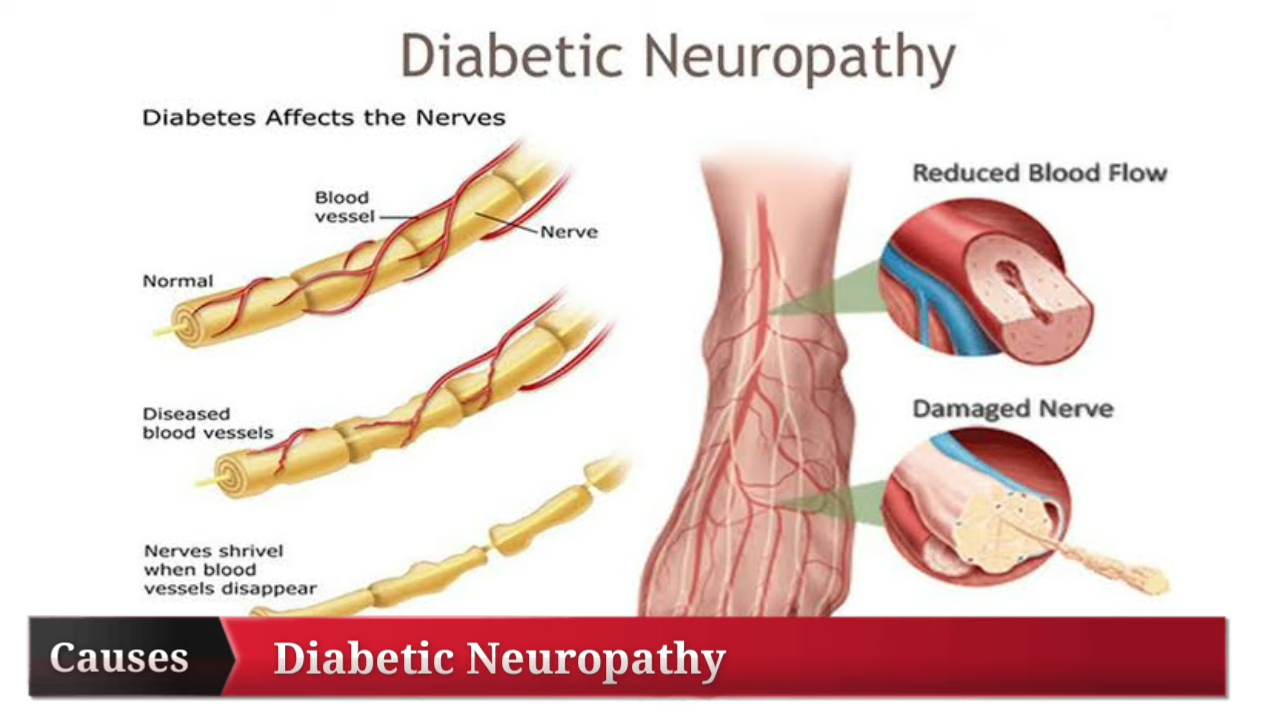 Diabetic Neuropathy
Diabetes Affects the Nerves
Blood
vessel
Nerve
Normal
Diseased
blood vessels
Nerves shrivel
when blood
vessels disappear
Reduced Blood Flow
Damaged Nerve
Causes
Diabetic Neuropathy